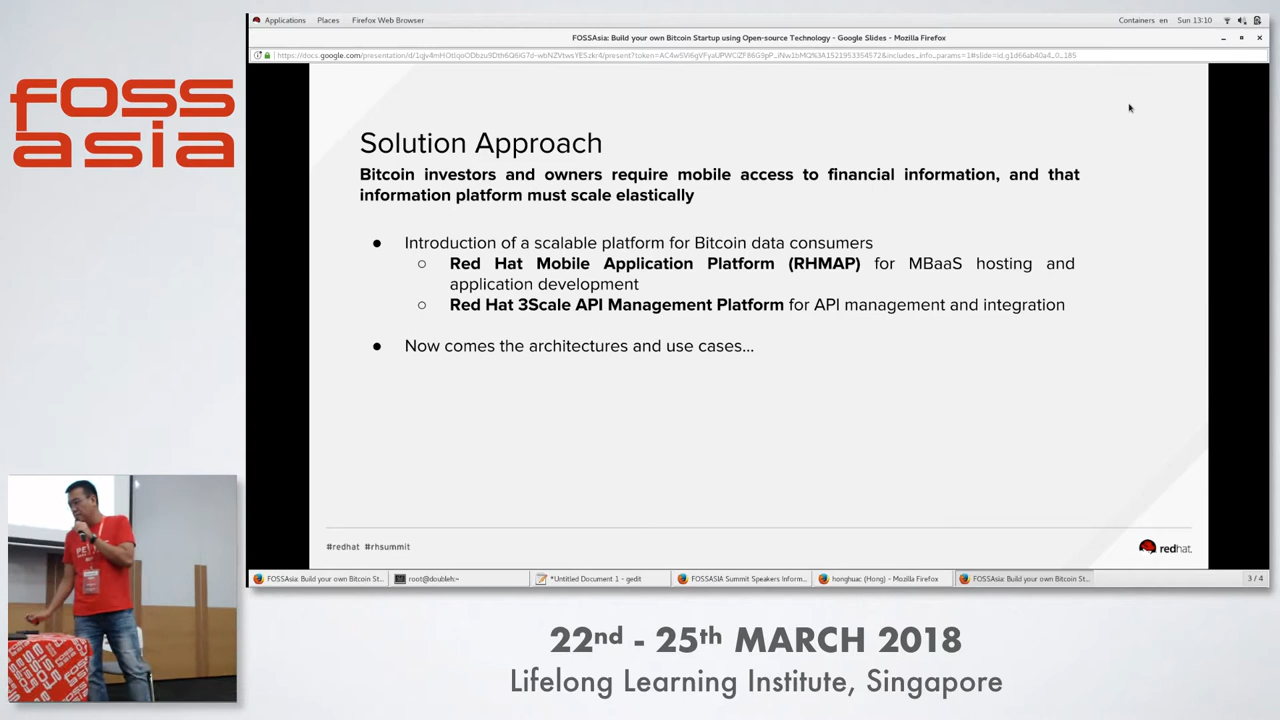 foss
asia
Applications Places Firefox Web Browser Containers en Sun 13:10
FOSSAsia: Build your own Bitcoin Startup using Open-source Technology - Google Slides - Mozilla Firefox
Solution Approach
Bitcoin investors and owners require mobile access to financial information, and that
information platform must scale elastically
● Introduction of a scalable platform for Bitcoin data consumers
○ Red Hat Mobile Application Platform (RHMAP) for MBaaS hosting and
application development
○ Red Hat 3Scale API Management Platform for API management and integration
● Now comes the architectures and use cases...
#redhat #rhsummit
redhat.
FOSSAsia: Build your own Bitcoin St... root@doubleh:~ *Untitled Document 1 - gedit FOSSASIA Summit Speakers Inform... honghuac (Hong) - Mozilla Firefox FOSSAsia: Build your own Bitcoin St... 3 / 4
22nd - 25th MARCH 2018
Lifelong Learning Institute, Singapore